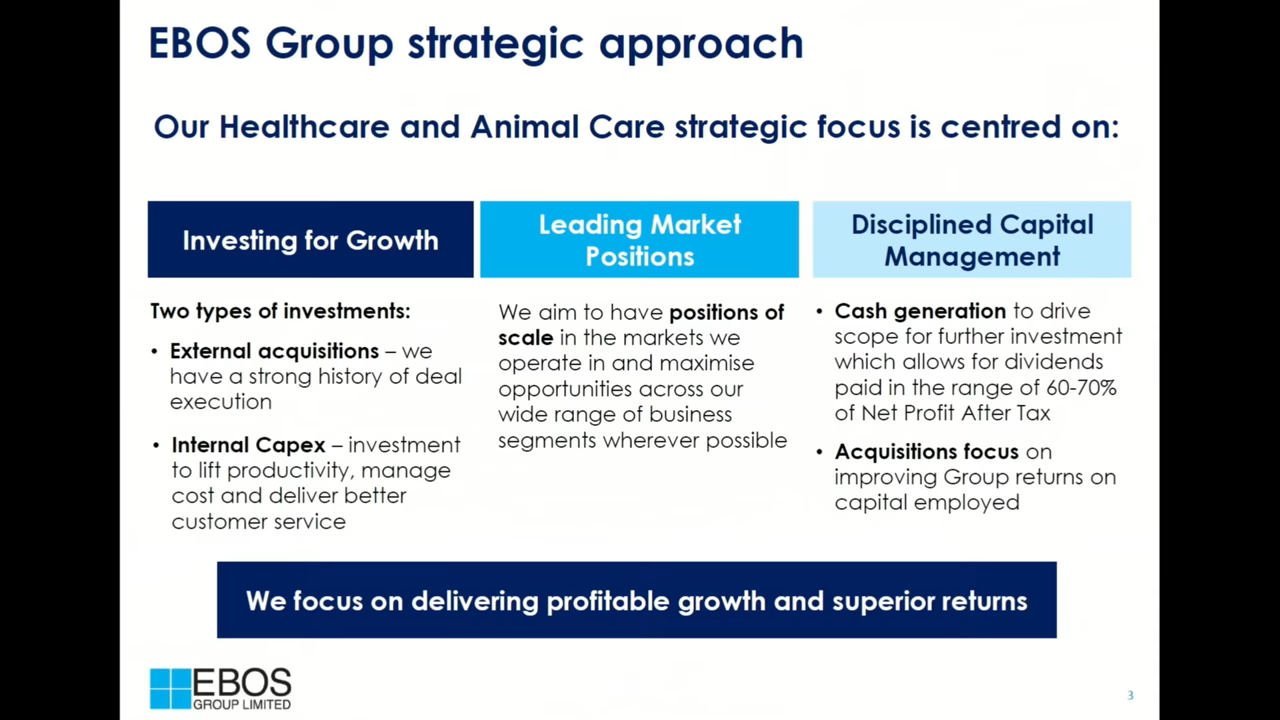 EBOS Group strategic approach
Our Healthcare and Animal Care strategic focus is centred on:
Investing for Growth
Two types of investments:
• External acquisitions – we
have a strong history of deal
execution
• Internal Capex – investment
to lift productivity, manage
cost and deliver better
customer service
Leading Market
Positions
We aim to have positions of
scale in the markets we
operate in and maximise
opportunities across our
wide range of business
segments wherever possible
Disciplined Capital
Management
• Cash generation to drive
scope for further investment
which allows for dividends
paid in the range of 60-70%
of Net Profit After Tax
• Acquisitions focus on
improving Group returns on
capital employed
We focus on delivering profitable growth and superior returns
EBOS
GROUP LIMITED
3